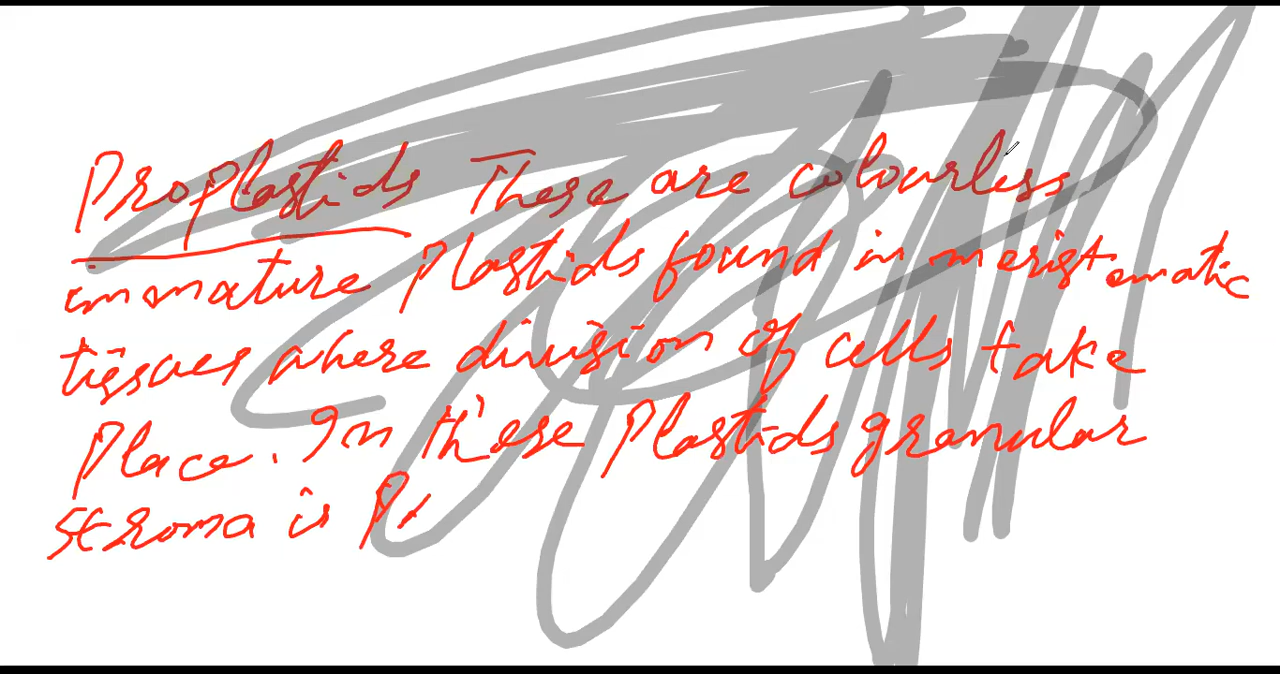 Proplastids These are colourless
immature Plastids found in meristematic
tissues where division of cells take
Place. In these Plastids granular
stroma is